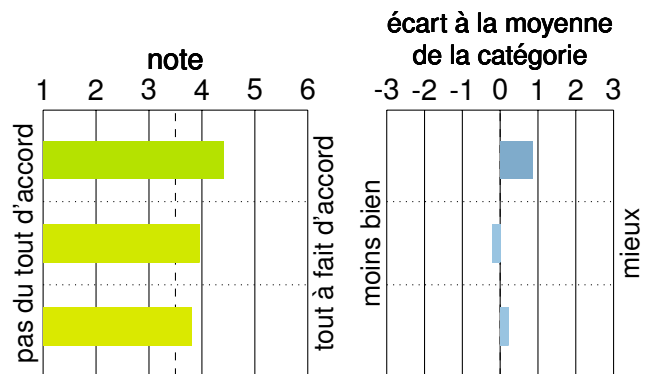 note
1 2 3 4 5 6
pas du tout d'accord
tout à fait d'accord
écart à la moyenne
de la catégorie
-3 -2 -1 0 1 2 3
moins bien
mieux